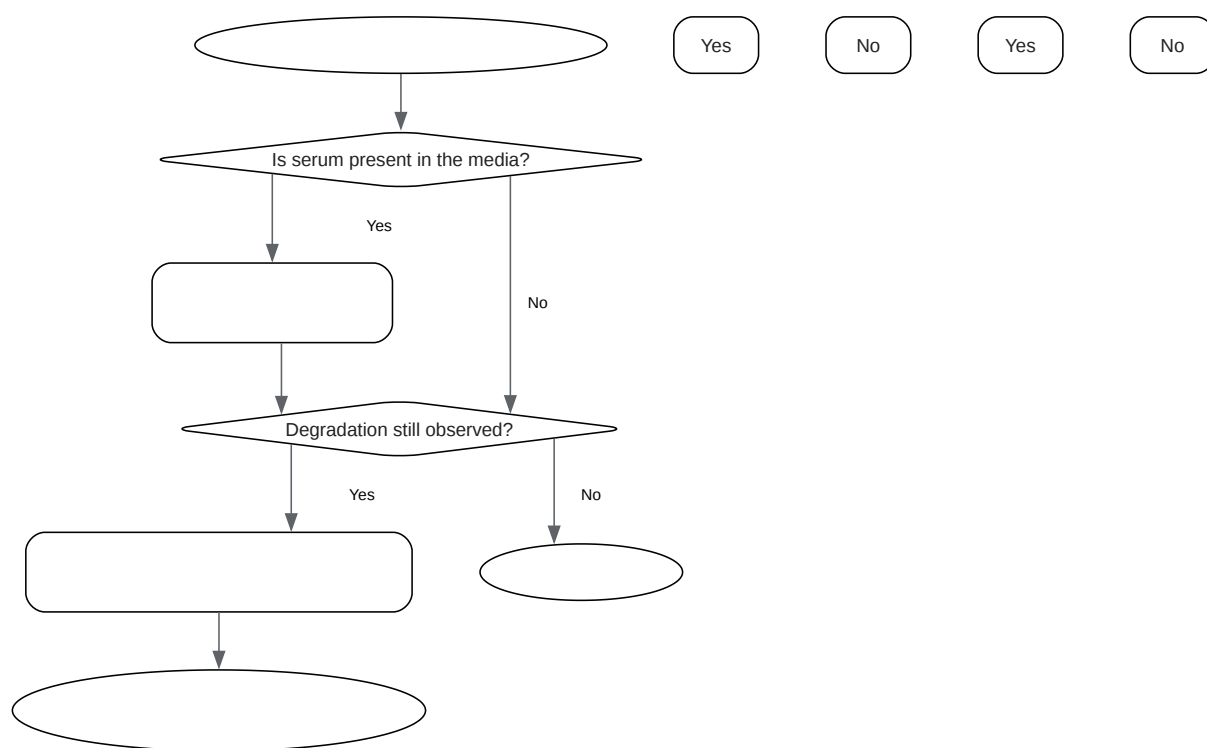 Yes
No
Yes
No
Is serum present in the media?
Yes
No
Degradation still observed?
Yes
No